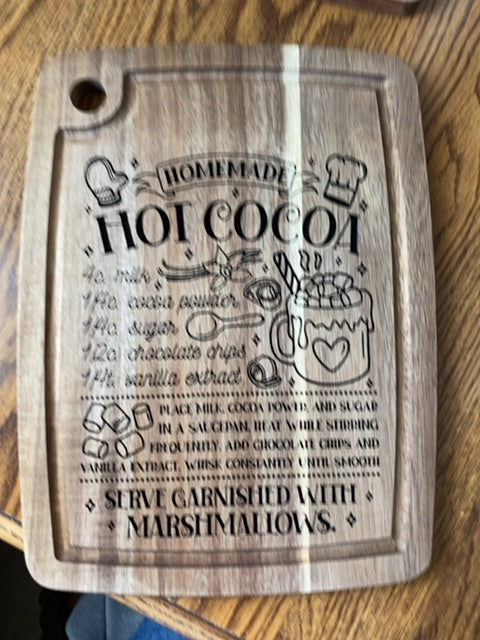 HOMEMADE
HOT COCOA
4c. milk
1/4c. cocoa powder
1/4c. sugar
1/2c. chocolate chips
1/4t. vanilla extract
PLACE MILK, COCOA POWER, AND SUGAR
IN A SAUCEPAN, HEAT WHILE STIRRING
FREQUENTLY. ADD CHOCOLATE CHIPS AND
VANILLA EXTRACT, WHISK CONSTANTLY UNTIL SMOOTH
SERVE GARNISHED WITH
MARSHMALLOWS.